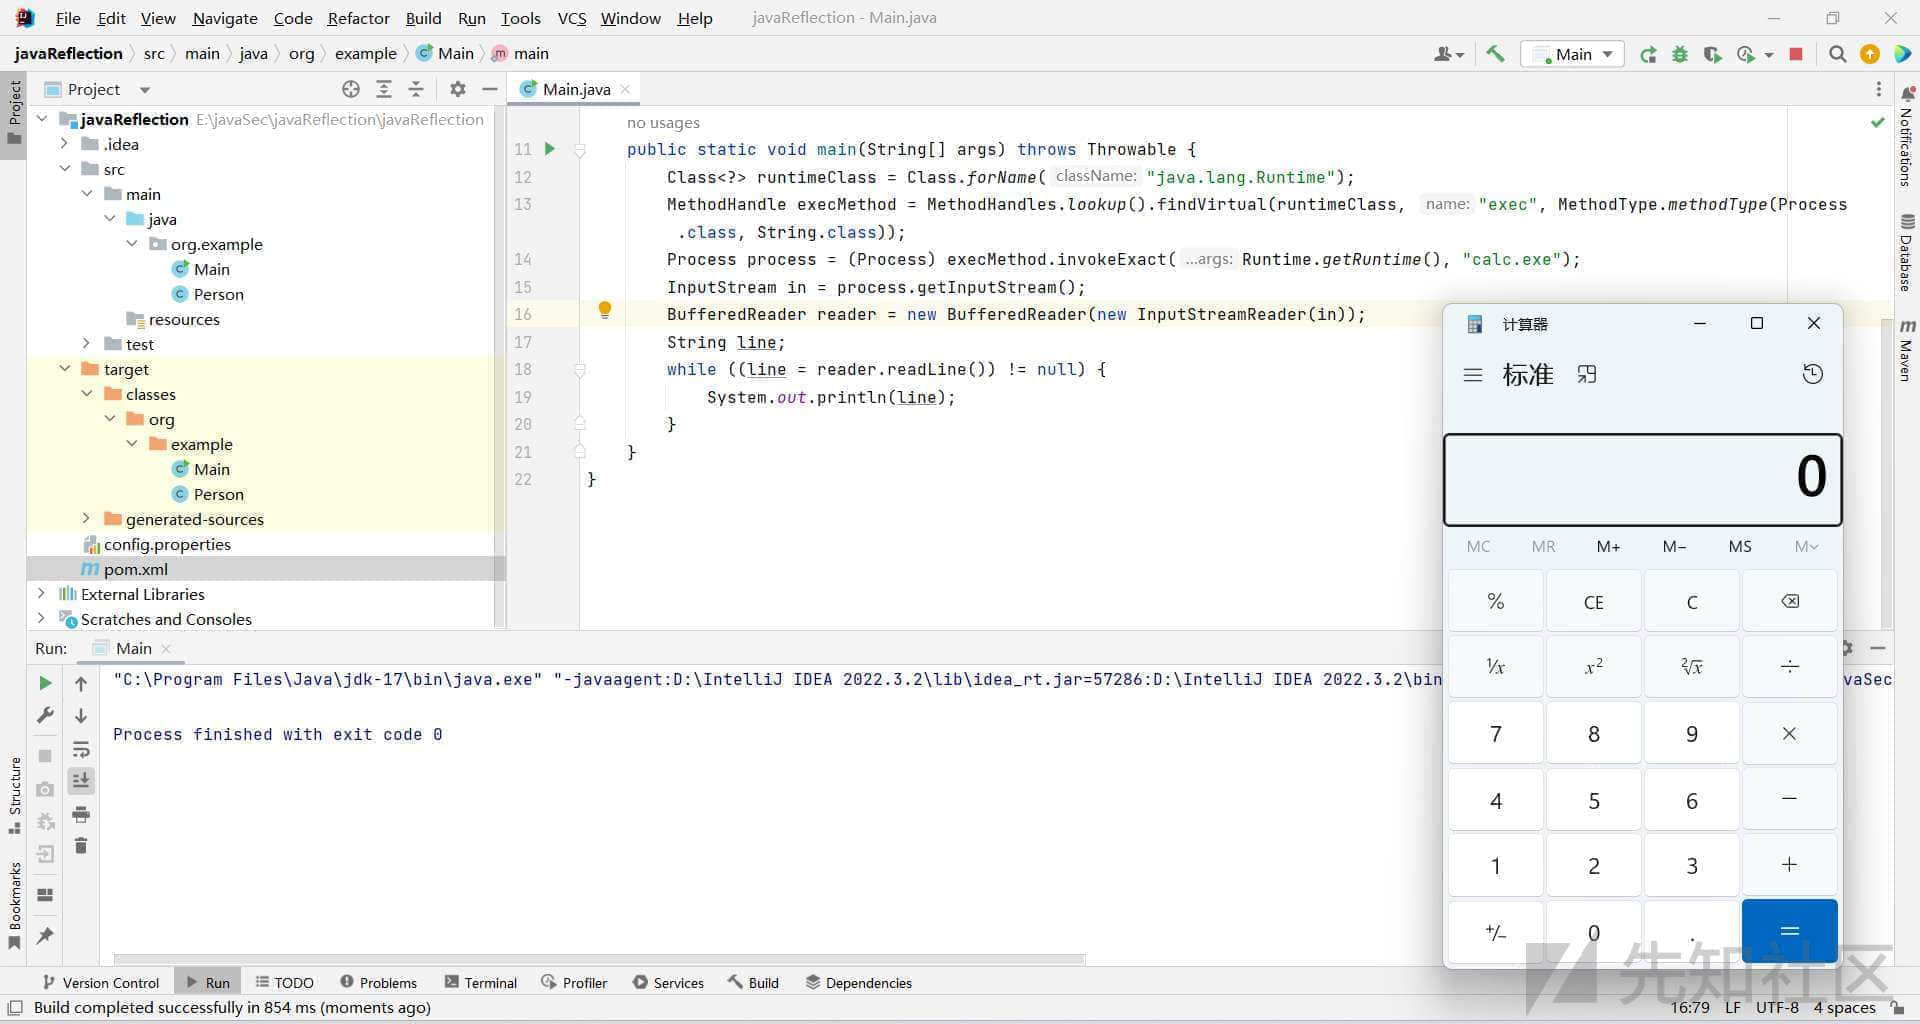 File Edit View Navigate Code Refactor Build Run Tools VCS Window Help javaReflection - Main.java
javaReflection src main java org example Main main
Main
Project
Main.java
javaReflection E:\javaSec\javaReflection\javaReflection
.idea
src
main
java
org.example
Main
Person
resources
test
target
classes
org
example
Main
Person
generated-sources
config.properties
pom.xml
External Libraries
Scratches and Consoles
no usages
11 public static void main(String[] args) throws Throwable {
12 Class<?> runtimeClass = Class.forName( className: "java.lang.Runtime");
13 MethodHandle execMethod = MethodHandles.lookup().findVirtual(runtimeClass, name: "exec", MethodType.methodType(Process
.class, String.class));
14 Process process = (Process) execMethod.invokeExact( ...args: Runtime.getRuntime(), "calc.exe");
15 InputStream in = process.getInputStream();
16 BufferedReader reader = new BufferedReader(new InputStreamReader(in));
17 String line;
18 while ((line = reader.readLine()) != null) {
19 System.out.println(line);
20 }
21 }
22 }
计算器
标准
0
MC MR M+ M− MS M
% CE C
¹/x x² ²√x ÷
7 8 9 ×
4 5 6 −
1 2 3 +
+/− 0 . =
Project
Structure
Bookmarks
Notifications
Database
Maven
Run: Main
"C:\Program Files\Java\jdk-17\bin\java.exe" "-javaagent:D:\IntelliJ IDEA 2022.3.2\lib\idea_rt.jar=57286:D:\IntelliJ IDEA 2022.3.2\bin
vaSec
Process finished with exit code 0
Version Control Run TODO Problems Terminal Profiler Services Build Dependencies
Build completed successfully in 854 ms (moments ago)
16:79 LF UTF-8 4 spaces
先知社区